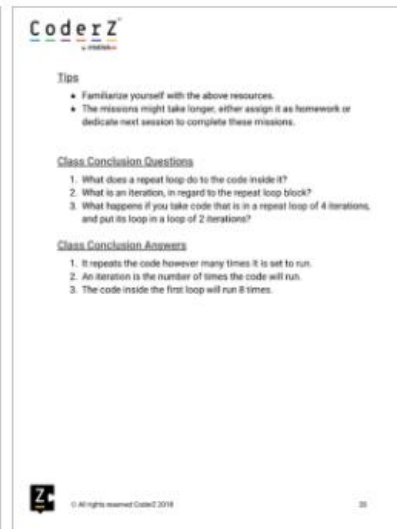 CoderZ
Tips
● Familiarize yourself with the above resources.
● The missions might take longer, either assign it as homework or
dedicate next session to complete these missions.
Class Conclusion Questions
1. What does a repeat loop do to the code inside it?
2. What is an iteration, in regard to the repeat loop block?
3. What happens if you take code that is in a repeat loop of 4 iterations,
and put its loop in a loop of 2 iterations?
Class Conclusion Answers
1. It repeats the code however many times it is set to run.
2. An iteration is the number of times the code will run.
3. The code inside the first loop will run 8 times.
Z
© All rights reserved CoderZ 2018